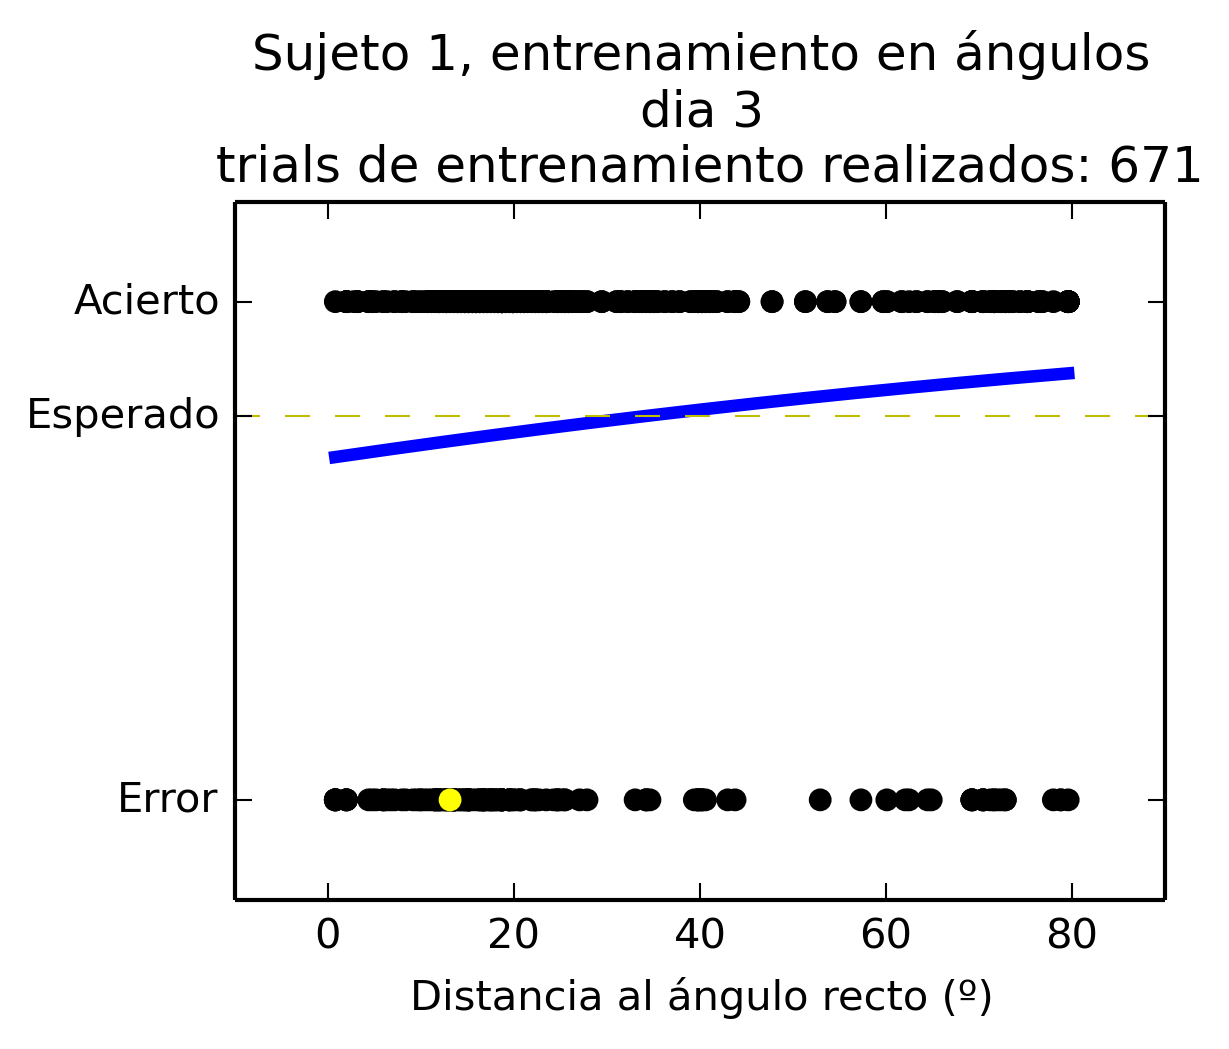 Sujeto 1, entrenamiento en ángulos
dia 3
trials de entrenamiento realizados: 671
Acierto
Esperado
Error
0 20 40 60 80
Distancia al ángulo recto (º)